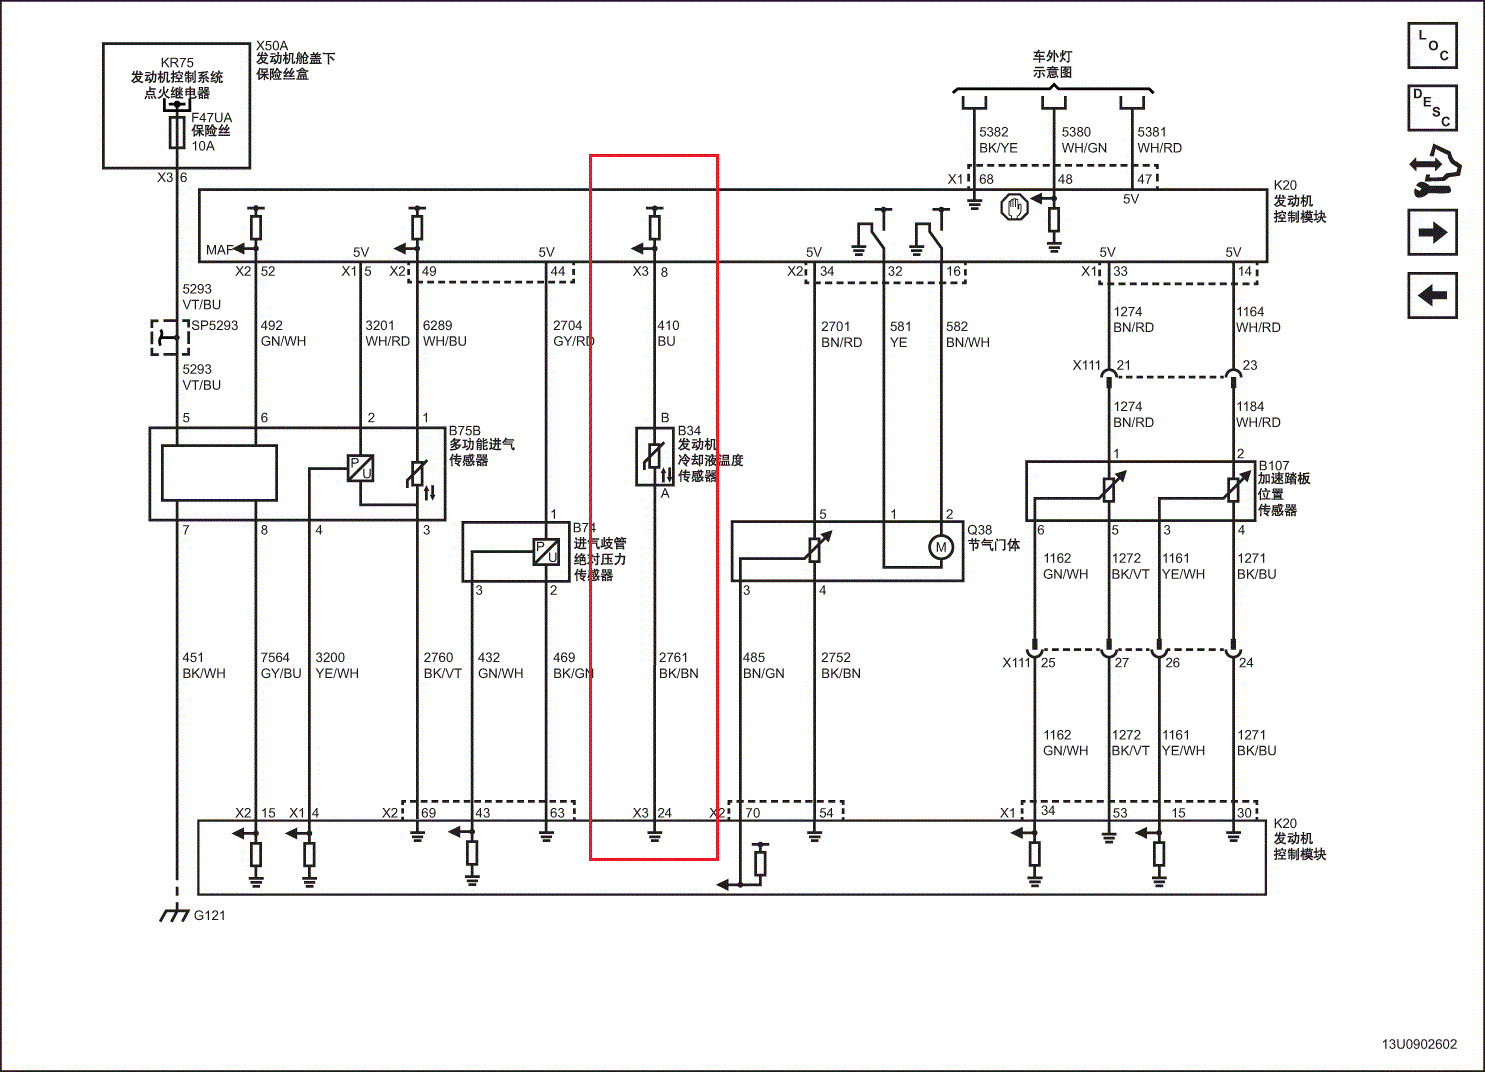 X50A
发动机舱盖下
保险丝盒
KR75
发动机控制系统
点火继电器
F47UA
保险丝
10A
X3 6
车外灯
示意图
5382
BK/YE
5380
WH/GN
5381
WH/RD
X1 68 48 47
5V
K20
发动机
控制模块
MAF
5V 5V 5V 5V 5V
X2 52 X1 5 X2 49 44 X3 8 X2 34 32 16 X1 33 14
5293
VT/BU
SP5293
5293
VT/BU
492
GN/WH
3201
WH/RD
6289
WH/BU
2704
GY/RD
410
BU
2701
BN/RD
581
YE
582
BN/WH
1274
BN/RD
1164
WH/RD
X111 21 23
1274
BN/RD
1184
WH/RD
5 6 2 1
B75B
多功能进气
传感器
P
U
7 8 4 3
B
B34
发动机
冷却液温度
传感器
A
1
B74
进气歧管
绝对压力
传感器
P
U
3 2
5 1 2
Q38
节气门体
M
3 4
1 2
B107
加速踏板
位置
传感器
6 5 3 4
1162
GN/WH
1272
BK/VT
1161
YE/WH
1271
BK/BU
X111 25 27 26 24
451
BK/WH
7564
GY/BU
3200
YE/WH
2760
BK/VT
432
GN/WH
469
BK/GN
2761
BK/BN
485
BN/GN
2752
BK/BN
1162
GN/WH
1272
BK/VT
1161
YE/WH
1271
BK/BU
X2 15 X1 4 X2 69 43 63 X3 24 X2 70 54 X1 34 53 15 30
K20
发动机
控制模块
G121
LOC
DESC
13U0902602